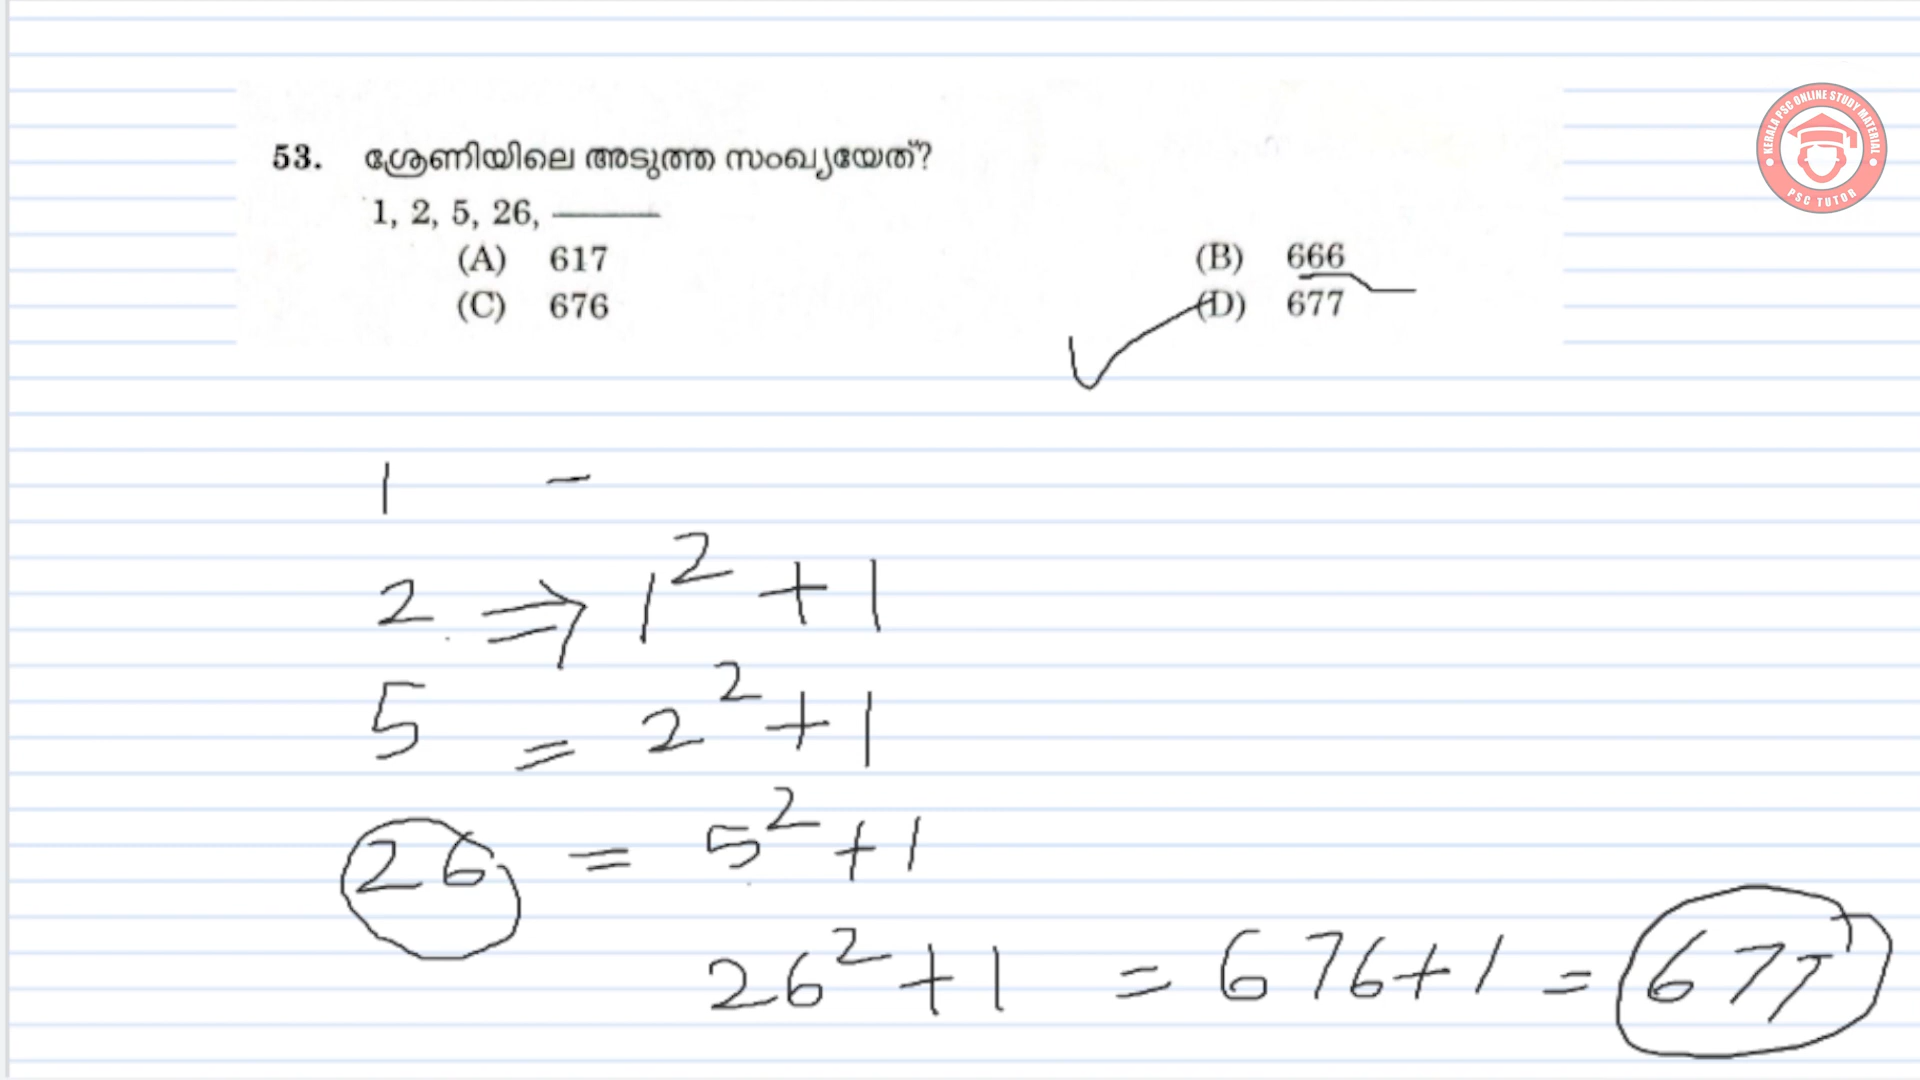 53. ശ്രേണിയിലെ അടുത്ത സംഖ്യയേത്?
1, 2, 5, 26, ———
(A) 617 (B) 666
(C) 676 (D) 677
KERALA PSC ONLINE STUDY MATERIAL
PSC TUTOR
1 -
2 ⇒ 1² + 1
5 = 2² + 1
26 = 5² + 1
26² + 1 = 676 + 1 = 677